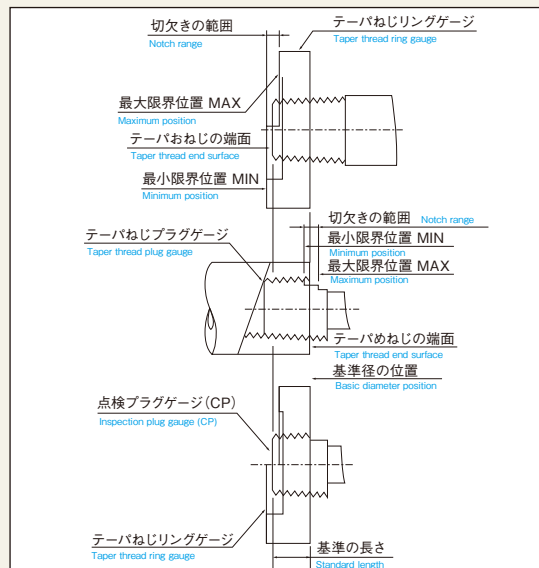 切欠きの範囲
Notch range
テーパねじリングゲージ
Taper thread ring gauge
最大限界位置 MAX
Maximum position
テーパおねじの端面
Taper thread end surface
最小限界位置 MIN
Minimum position
切欠きの範囲 Notch range
テーパねじプラグゲージ
Taper thread plug gauge
最小限界位置 MIN
Minimum position
最大限界位置 MAX
Maximum position
テーパめねじの端面
Taper thread end surface
基準径の位置
Basic diameter position
点検プラグゲージ(CP)
Inspection plug gauge (CP)
テーパねじリングゲージ
Taper thread ring gauge
基準の長さ
Standard length